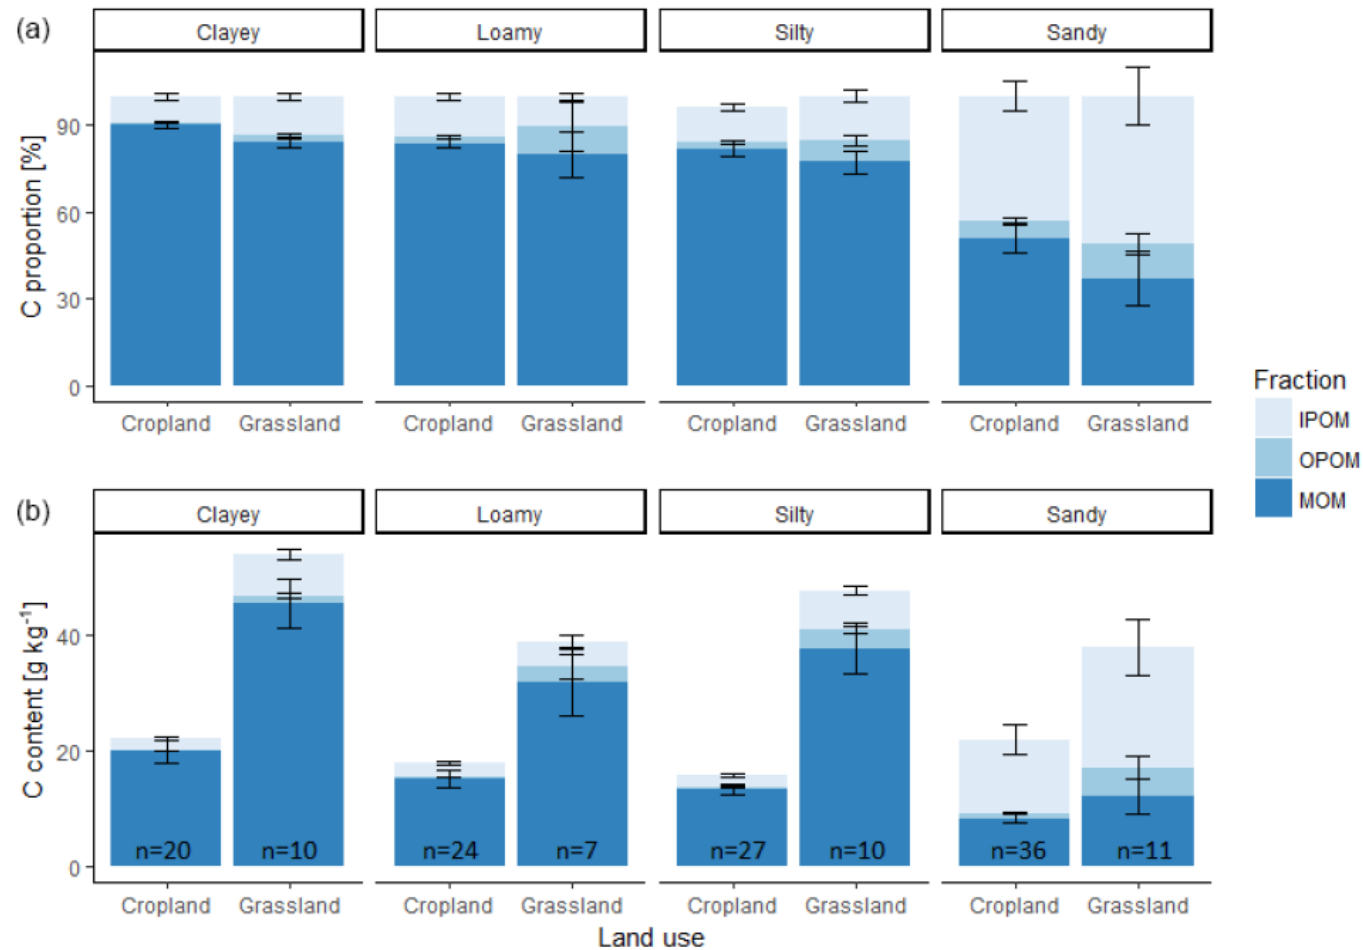 (a)
Clayey Loamy Silty Sandy
C proportion [%]
90
60
30
0
Cropland Grassland Cropland Grassland Cropland Grassland Cropland Grassland
Fraction
IPOM
OPOM
MOM
(b)
Clayey Loamy Silty Sandy
C content [g kg⁻¹]
40
20
0
n=20 n=10 n=24 n=7 n=27 n=10 n=36 n=11
Cropland Grassland Cropland Grassland Cropland Grassland Cropland Grassland
Land use